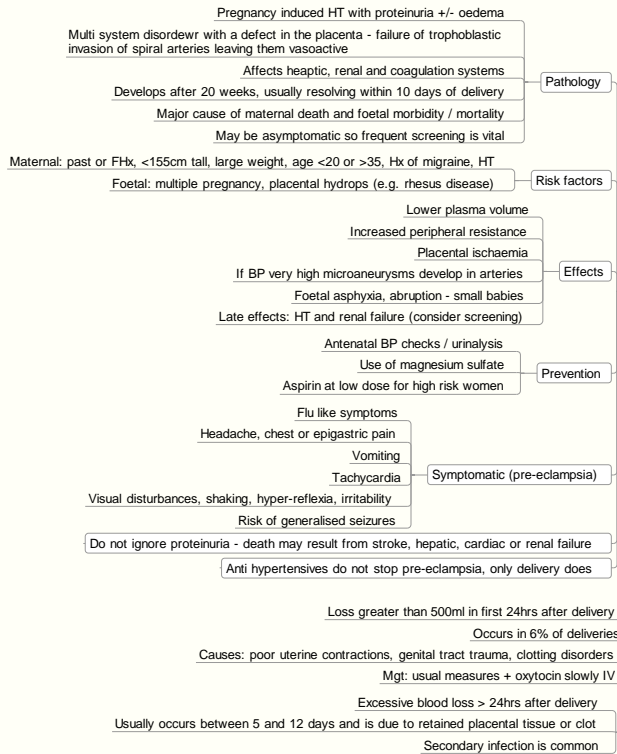 Pregnancy induced HT with proteinuria +/- oedema
Multi system disordewr with a defect in the placenta - failure of trophoblastic
invasion of spiral arteries leaving them vasoactive
Affects heaptic, renal and coagulation systems
Develops after 20 weeks, usually resolving within 10 days of delivery
Major cause of maternal death and foetal morbidity / mortality
May be asymptomatic so frequent screening is vital
Pathology
Maternal: past or FHx, <155cm tall, large weight, age <20 or >35, Hx of migraine, HT
Foetal: multiple pregnancy, placental hydrops (e.g. rhesus disease)
Risk factors
Lower plasma volume
Increased peripheral resistance
Placental ischaemia
If BP very high microaneurysms develop in arteries
Foetal asphyxia, abruption - small babies
Late effects: HT and renal failure (consider screening)
Effects
Antenatal BP checks / urinalysis
Use of magnesium sulfate
Aspirin at low dose for high risk women
Prevention
Flu like symptoms
Headache, chest or epigastric pain
Vomiting
Tachycardia
Visual disturbances, shaking, hyper-reflexia, irritability
Risk of generalised seizures
Symptomatic (pre-eclampsia)
Do not ignore proteinuria - death may result from stroke, hepatic, cardiac or renal failure
Anti hypertensives do not stop pre-eclampsia, only delivery does
Loss greater than 500ml in first 24hrs after delivery
Occurs in 6% of deliveries
Causes: poor uterine contractions, genital tract trauma, clotting disorders
Mgt: usual measures + oxytocin slowly IV
Excessive blood loss > 24hrs after delivery
Usually occurs between 5 and 12 days and is due to retained placental tissue or clot
Secondary infection is common